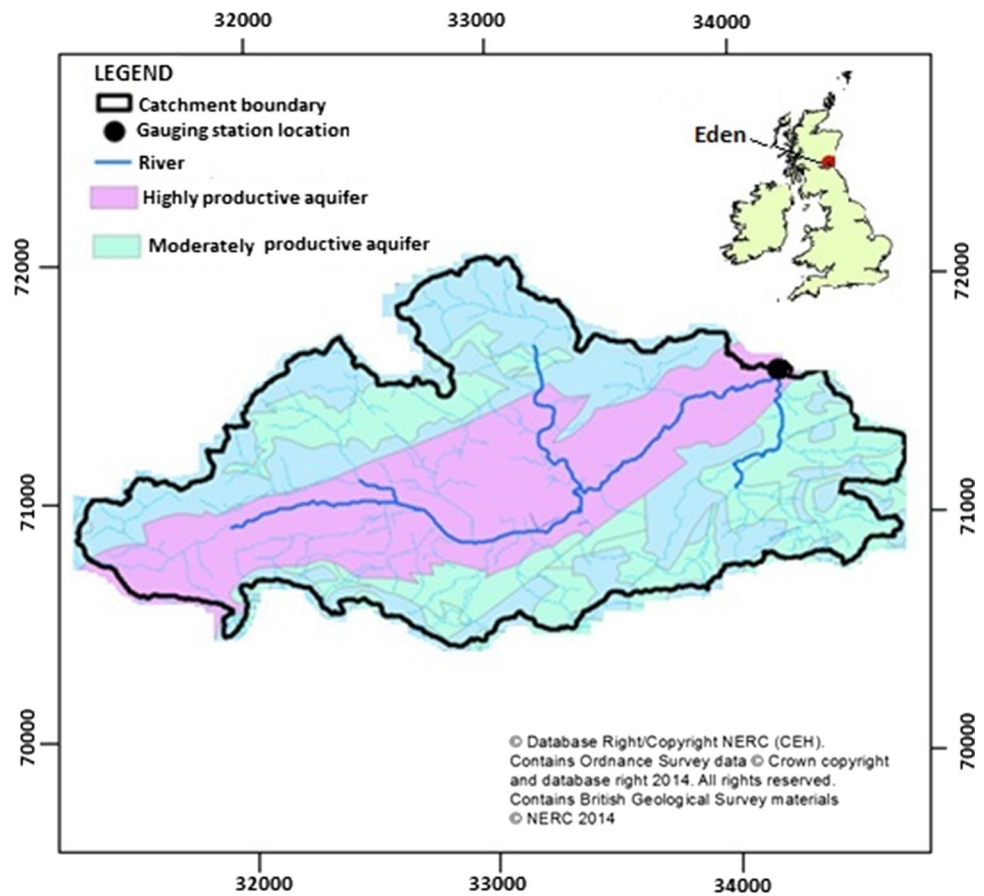 32000
33000
34000
LEGEND
Catchment boundary
Gauging station location
River
Highly productive aquifer
Moderately productive aquifer
Eden
72000
72000
71000
71000
70000
70000
© Database Right/Copyright NERC (CEH).
Contains Ordnance Survey data © Crown copyright
and database right 2014. All rights reserved.
Contains British Geological Survey materials
© NERC 2014
32000
33000
34000